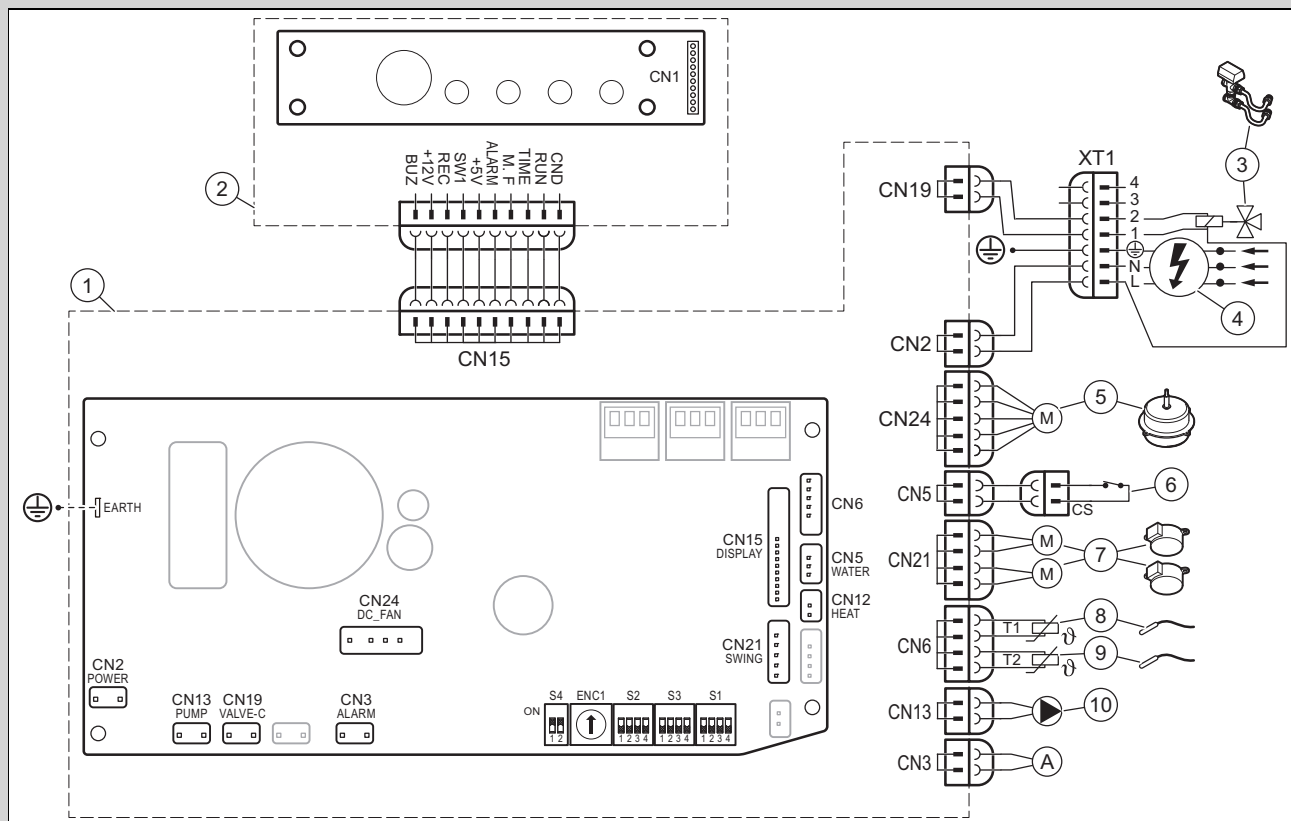 CN1
BUZ
+12V
REC
SW1
+5V
ALARM
M. F
TIME
RUN
CND
2
1
CN15
CN19
XT1
4
3
2
1
N
L
3
4
CN2
CN24
M
5
CN5
CS
6
CN21
M
M
7
CN6
T1
ϑ
8
T2
ϑ
9
CN13
10
CN3
A
EARTH
CN6
CN15
DISPLAY
CN5
WATER
CN12
HEAT
CN24
DC_FAN
CN21
SWING
CN2
POWER
CN13
PUMP
CN19
VALVE-C
CN3
ALARM
S4
ENC1
S2
S3
S1
ON
1 2
1 2 3 4
1 2 3 4
1 2 3 4